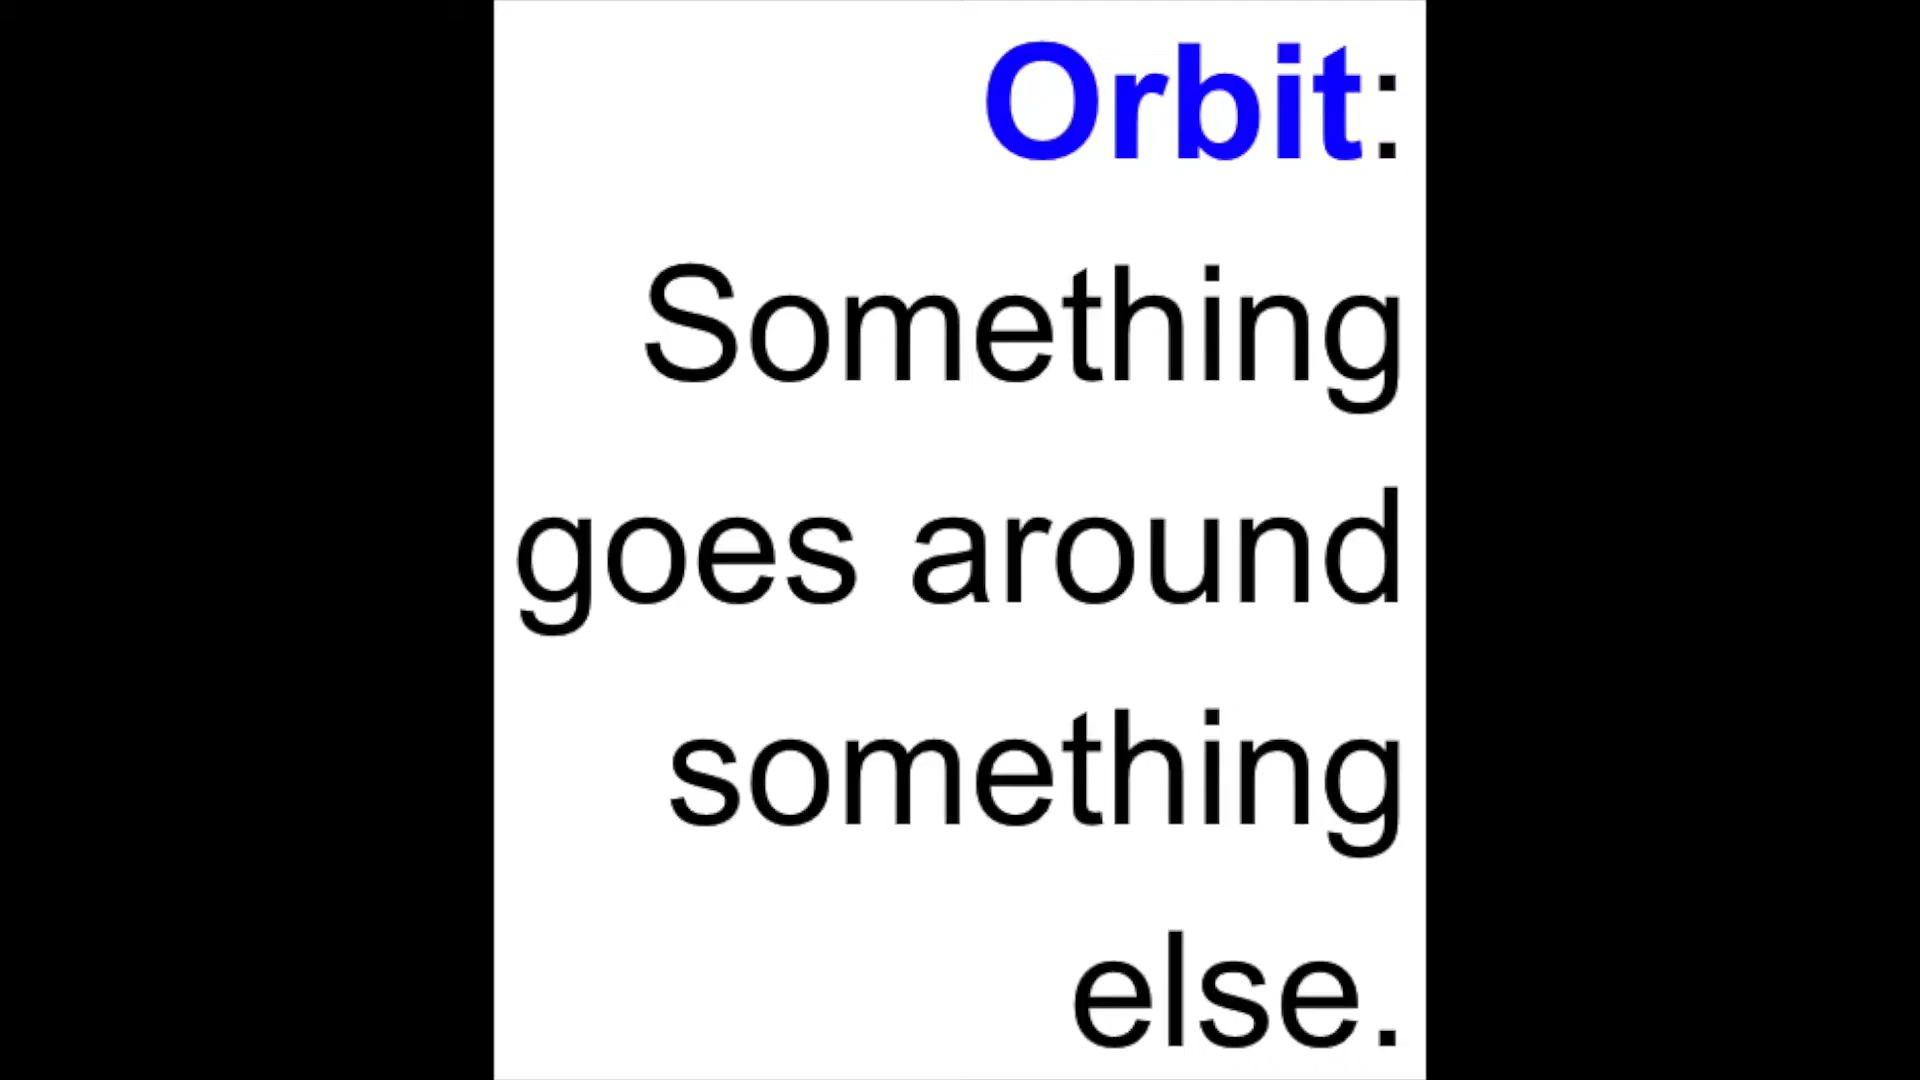 Orbit:
Something
goes around
something
else.